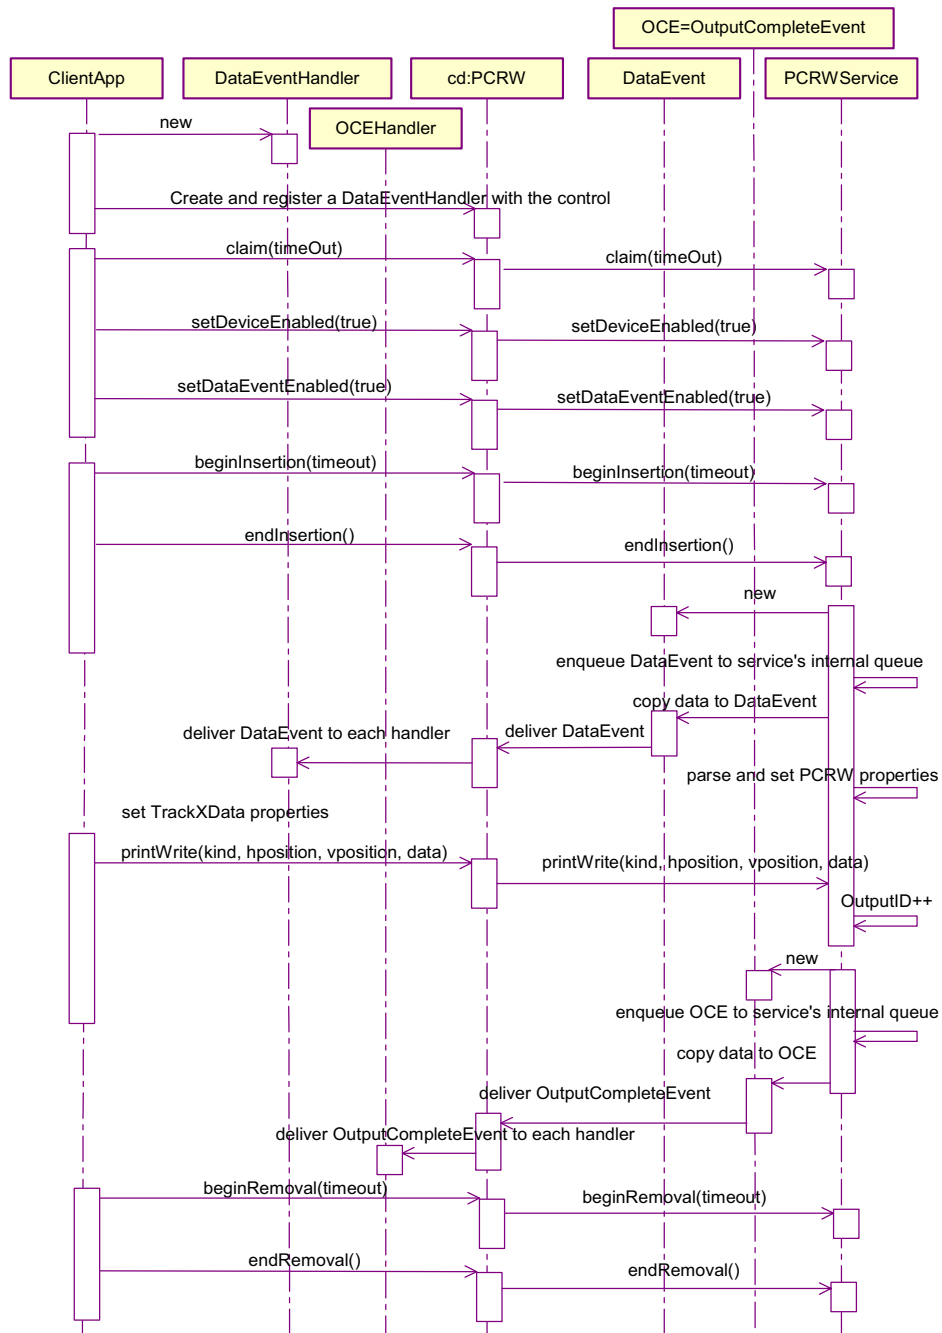 OCE=OutputCompleteEvent
ClientApp
DataEventHandler
cd:PCRW
DataEvent
PCRWService
OCEHandler
new
Create and register a DataEventHandler with the control
claim(timeOut)
claim(timeOut)
setDeviceEnabled(true)
setDeviceEnabled(true)
setDataEventEnabled(true)
setDataEventEnabled(true)
beginInsertion(timeout)
beginInsertion(timeout)
endInsertion()
endInsertion()
new
enqueue DataEvent to service's internal queue
copy data to DataEvent
deliver DataEvent
deliver DataEvent to each handler
parse and set PCRW properties
set TrackXData properties
printWrite(kind, hposition, vposition, data)
printWrite(kind, hposition, vposition, data)
OutputID++
new
enqueue OCE to service's internal queue
copy data to OCE
deliver OutputCompleteEvent
deliver OutputCompleteEvent to each handler
beginRemoval(timeout)
beginRemoval(timeout)
endRemoval()
endRemoval()